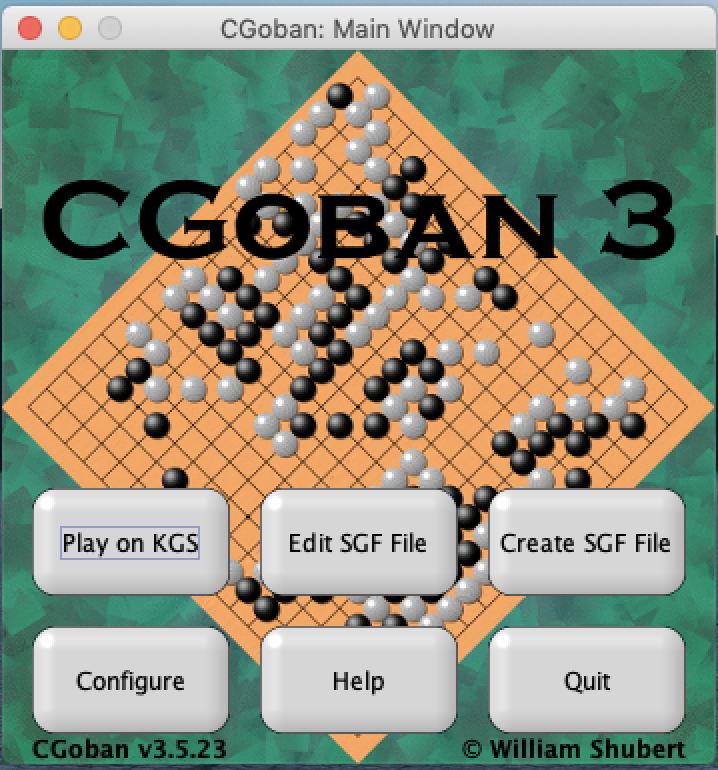 CGoban: Main Window
CGOBAN 3
Play on KGS
Edit SGF File
Create SGF File
Configure
Help
Quit
CGoban v3.5.23
© William Shubert